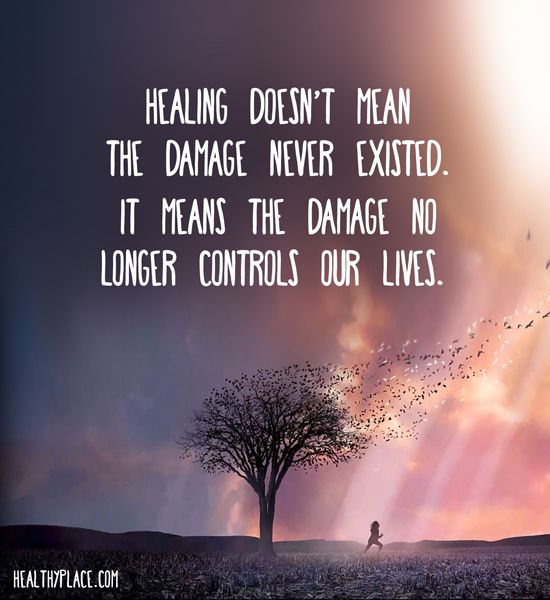 HEALING DOESN'T MEAN
THE DAMAGE NEVER EXISTED.
IT MEANS THE DAMAGE NO
LONGER CONTROLS OUR LIVES.
HEALTHYPLACE.COM